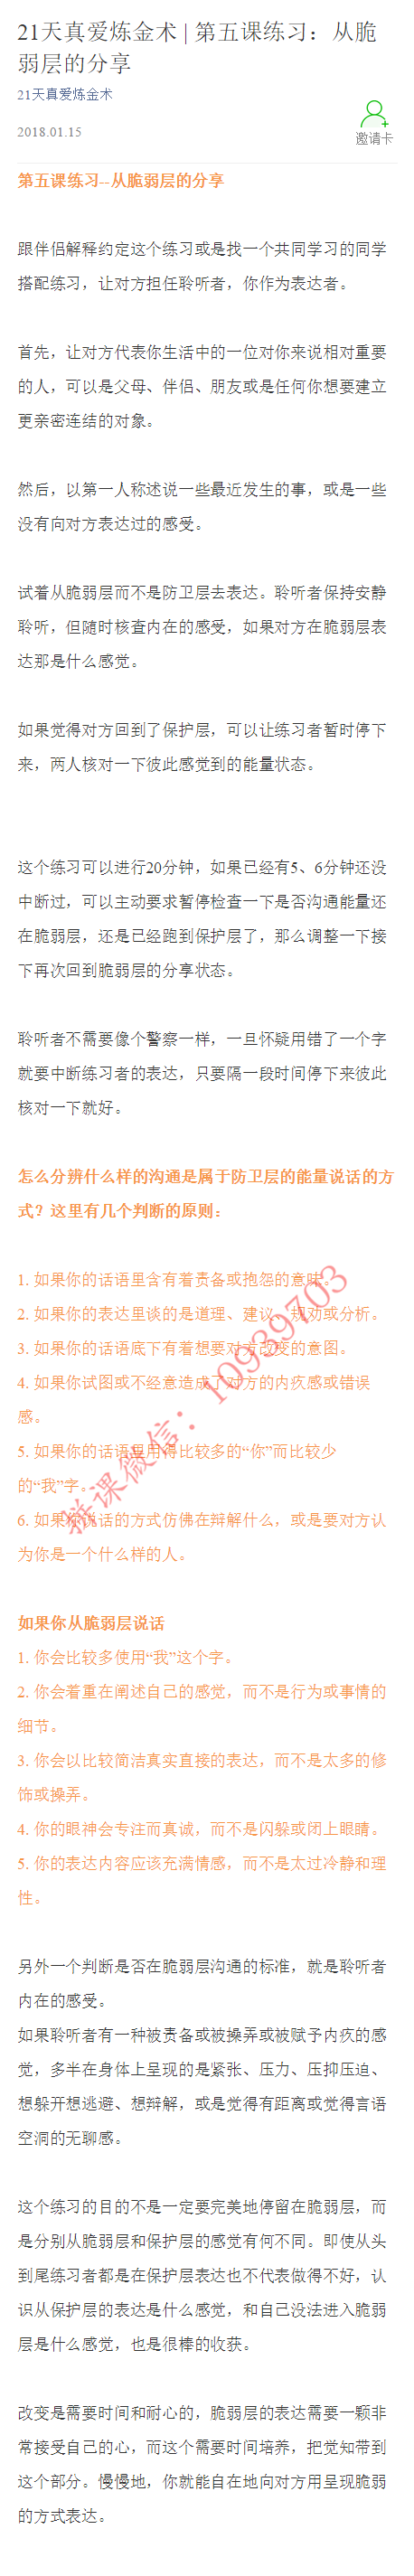 21天真爱炼金术 | 第五课练习：从脆
弱层的分享
21天真爱炼金术
2018.01.15
邀请卡
第五课练习--从脆弱层的分享
跟伴侣解释约定这个练习或是找一个共同学习的同学
搭配练习，让对方担任聆听者，你作为表达者。
首先，让对方代表你生活中的一位对你来说相对重要
的人，可以是父母、伴侣、朋友或是任何你想要建立
更亲密连结的对象。
然后，以第一人称述说一些最近发生的事，或是一些
没有向对方表达过的感受。
试着从脆弱层而不是防卫层去表达。聆听者保持安静
聆听，但随时核查内在的感受，如果对方在脆弱层表
达那是什么感觉。
如果觉得对方回到了保护层，可以让练习者暂时停下
来，两人核对一下彼此感觉到的能量状态。
这个练习可以进行20分钟，如果已经有5、6分钟还没
中断过，可以主动要求暂停检查一下是否沟通能量还
在脆弱层，还是已经跑到保护层了，那么调整一下接
下再次回到脆弱层的分享状态。
聆听者不需要像个警察一样，一旦怀疑用错了一个字
就要中断练习者的表达，只要隔一段时间停下来彼此
核对一下就好。
怎么分辨什么样的沟通是属于防卫层的能量说话的方
式？这里有几个判断的原则：
1. 如果你的话语里含有着责备或抱怨的意味。
2. 如果你的表达里谈的是道理、建议、规劝或分析。
3. 如果你的话语底下有着想要对方改变的意图。
4. 如果你试图或不经意造成了对方的内疚感或错误
感。
5. 如果你的话语里用得比较多的“你”而比较少
的“我”字。
6. 如果你说话的方式仿佛在辩解什么，或是要对方认
为你是一个什么样的人。
拼课微信：10939703
如果你从脆弱层说话
1. 你会比较多使用“我”这个字。
2. 你会着重在阐述自己的感觉，而不是行为或事情的
细节。
3. 你会以比较简洁真实直接的表达，而不是太多的修
饰或操弄。
4. 你的眼神会专注而真诚，而不是闪躲或闭上眼睛。
5. 你的表达内容应该充满情感，而不是太过冷静和理
性。
另外一个判断是否在脆弱层沟通的标准，就是聆听者
内在的感受。
如果聆听者有一种被责备或被操弄或被赋予内疚的感
觉，多半在身体上呈现的是紧张、压力、压抑压迫、
想躲开想逃避、想辩解，或是觉得有距离或觉得言语
空洞的无聊感。
这个练习的目的不是一定要完美地停留在脆弱层，而
是分别从脆弱层和保护层的感觉有何不同。即使从头
到尾练习者都是在保护层表达也不代表做得不好，认
识从保护层的表达是什么感觉，和自己没法进入脆弱
层是什么感觉，也是很棒的收获。
改变是需要时间和耐心的，脆弱层的表达需要一颗非
常接受自己的心，而这个需要时间培养，把觉知带到
这个部分。慢慢地，你就能自在地向对方用呈现脆弱
的方式表达。